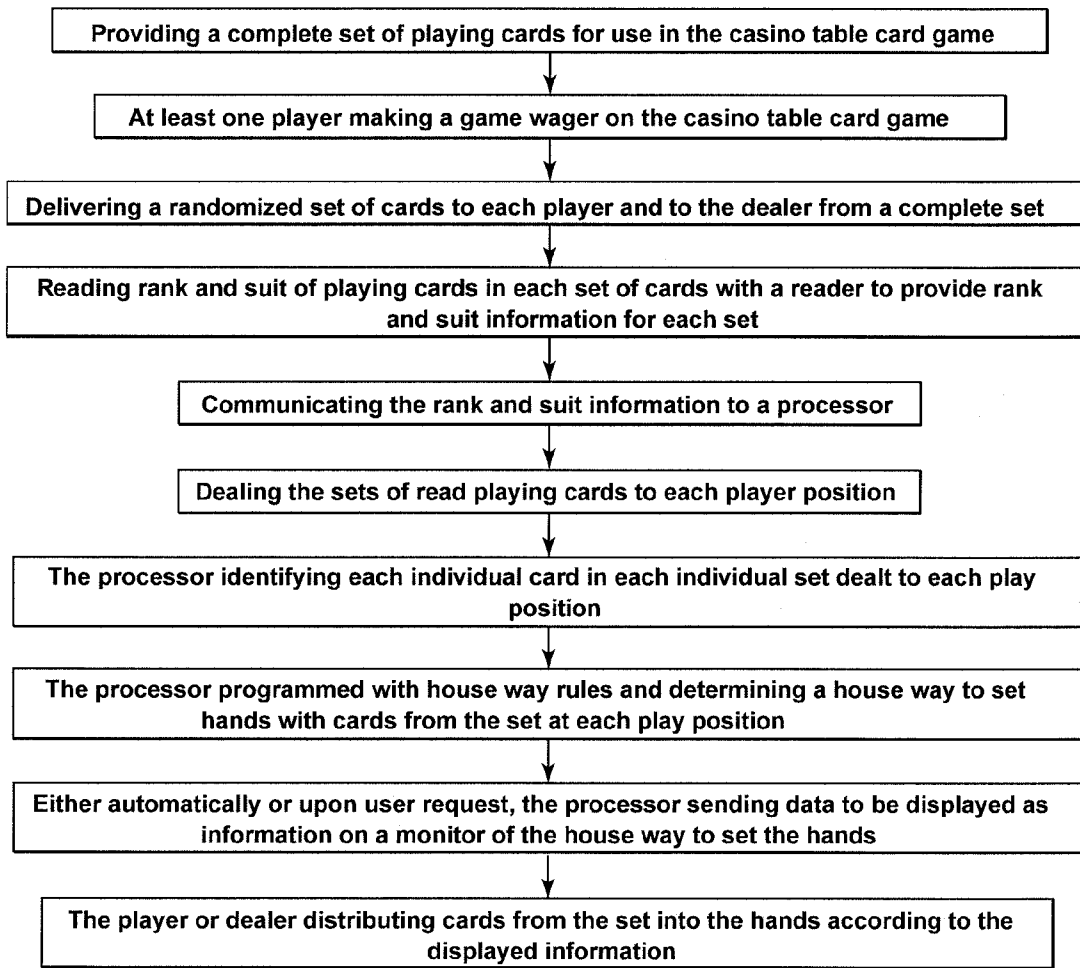 Providing a complete set of playing cards for use in the casino table card game
At least one player making a game wager on the casino table card game
Delivering a randomized set of cards to each player and to the dealer from a complete set
Reading rank and suit of playing cards in each set of cards with a reader to provide rank
and suit information for each set
Communicating the rank and suit information to a processor
Dealing the sets of read playing cards to each player position
The processor identifying each individual card in each individual set dealt to each play
position
The processor programmed with house way rules and determining a house way to set
hands with cards from the set at each play position
Either automatically or upon user request, the processor sending data to be displayed as
information on a monitor of the house way to set the hands
The player or dealer distributing cards from the set into the hands according to the
displayed information